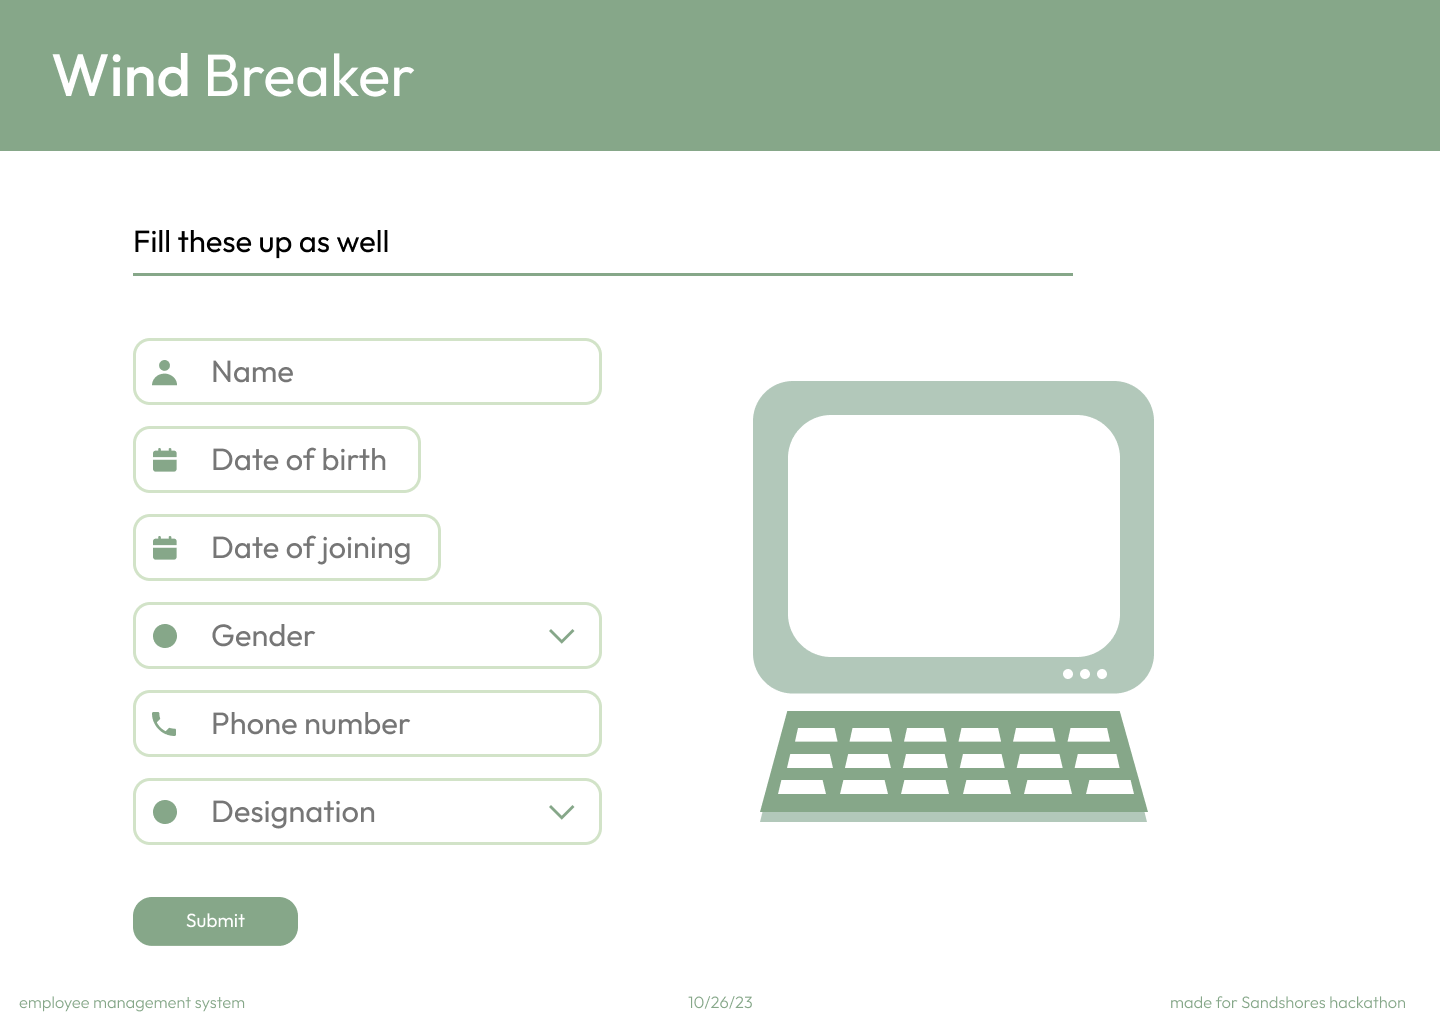 Wind Breaker
Fill these up as well
Name
Date of birth
Date of joining
Gender
Phone number
Designation
Submit
employee management system
10/26/23
made for Sandshores hackathon